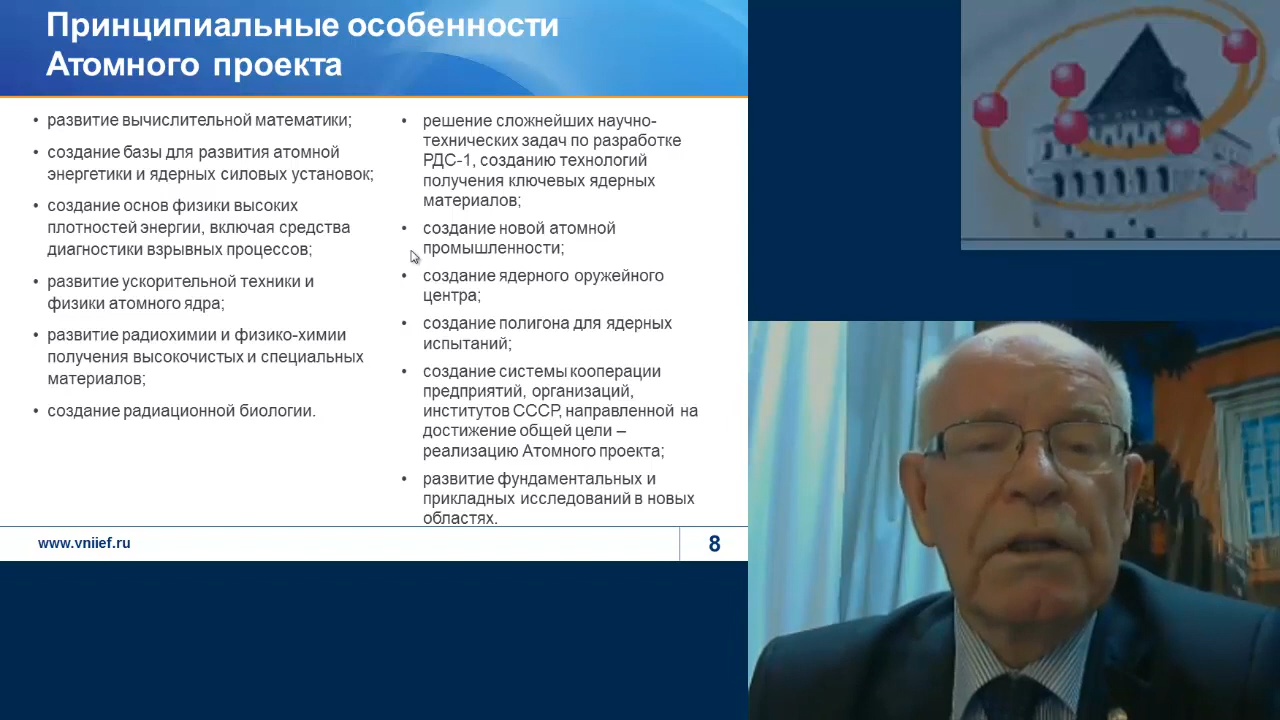 Принципиальные особенности
Атомного проекта
• развитие вычислительной математики;
• создание базы для развития атомной
энергетики и ядерных силовых установок;
• создание основ физики высоких
плотностей энергии, включая средства
диагностики взрывных процессов;
• развитие ускорительной техники и
физики атомного ядра;
• развитие радиохимии и физико-химии
получения высокочистых и специальных
материалов;
• создание радиационной биологии.
• решение сложнейших научно-
технических задач по разработке
РДС-1, созданию технологий
получения ключевых ядерных
материалов;
• создание новой атомной
промышленности;
• создание ядерного оружейного
центра;
• создание полигона для ядерных
испытаний;
• создание системы кооперации
предприятий, организаций,
институтов СССР, направленной на
достижение общей цели –
реализацию Атомного проекта;
• развитие фундаментальных и
прикладных исследований в новых
областях.
www.vniief.ru
8